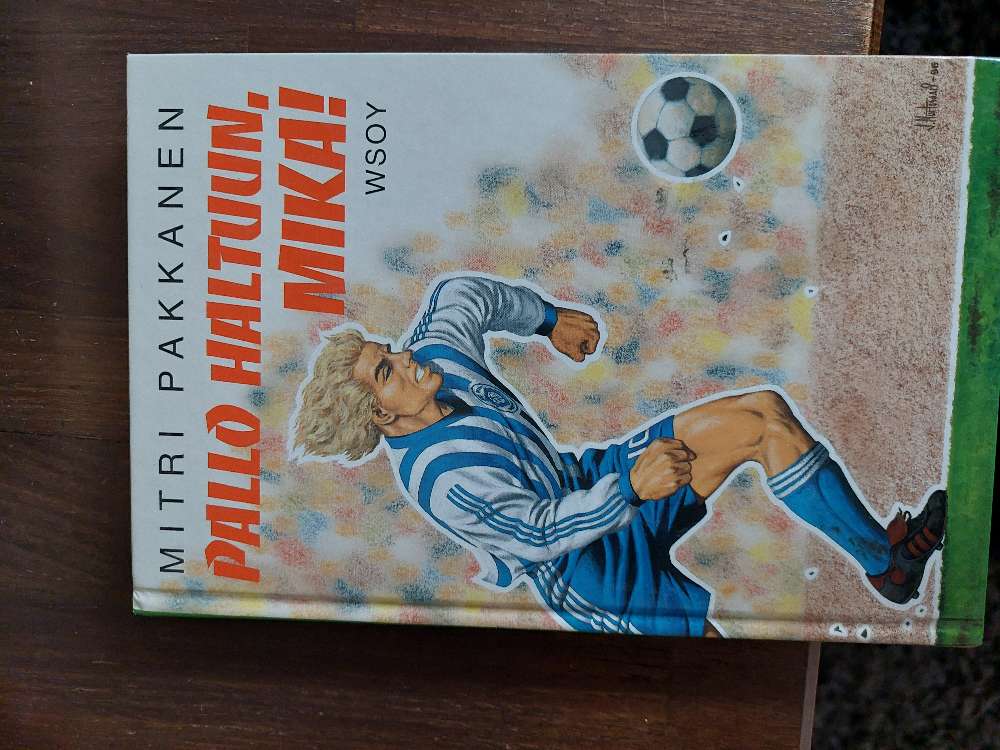 MITRI PAKKANEN
PALLO HALTUUN,
MIKA!
WSOY